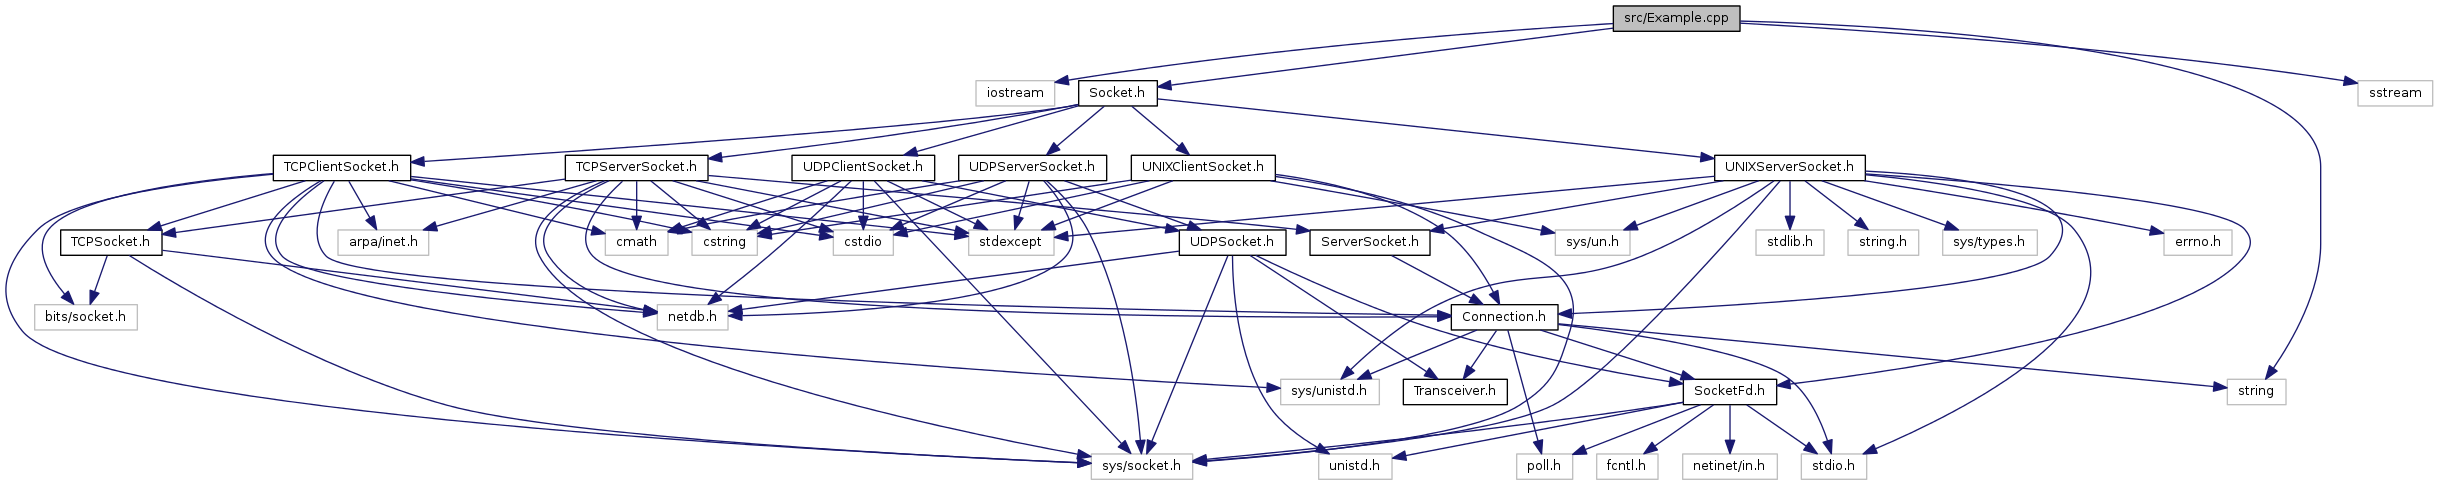 src/Example.cpp
iostream
Socket.h
sstream
TCPClientSocket.h
TCPServerSocket.h
UDPClientSocket.h
UDPServerSocket.h
UNIXClientSocket.h
UNIXServerSocket.h
TCPSocket.h
arpa/inet.h
cmath
cstring
cstdio
stdexcept
UDPSocket.h
ServerSocket.h
sys/un.h
stdlib.h
string.h
sys/types.h
errno.h
bits/socket.h
netdb.h
Connection.h
sys/unistd.h
Transceiver.h
SocketFd.h
string
sys/socket.h
unistd.h
poll.h
fcntl.h
netinet/in.h
stdio.h